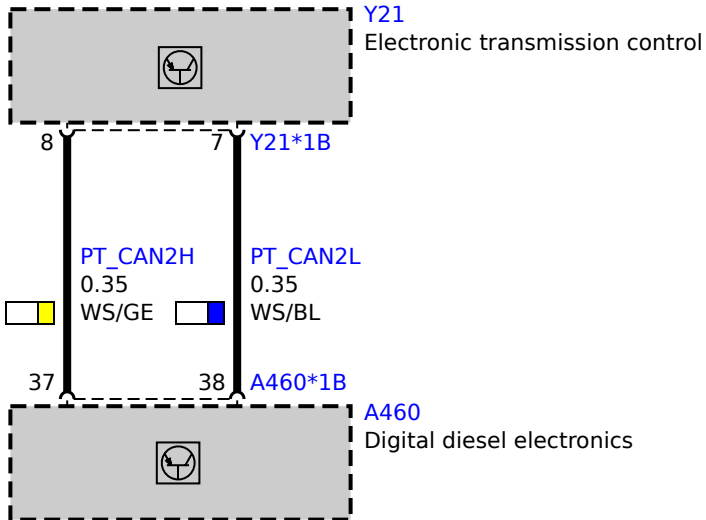 Y21
Electronic transmission control
8
7
Y21*1B
PT_CAN2H
0.35
WS/GE
PT_CAN2L
0.35
WS/BL
37
38
A460*1B
A460
Digital diesel electronics